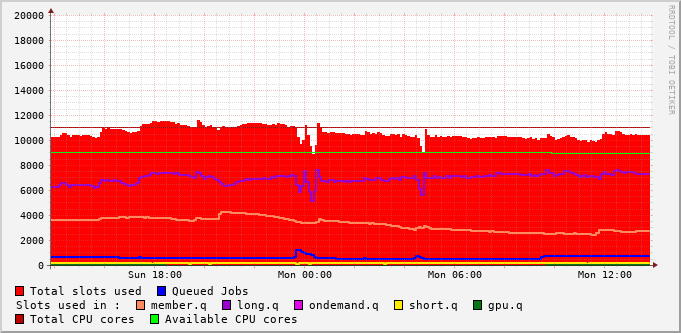 RRDTOOL / TOBI OETIKER
20000
18000
16000
14000
12000
10000
8000
6000
4000
2000
0
Sun 18:00 Mon 00:00 Mon 06:00 Mon 12:00
Total slots used Queued Jobs
Slots used in : member.q long.q ondemand.q short.q gpu.q
Total CPU cores Available CPU cores